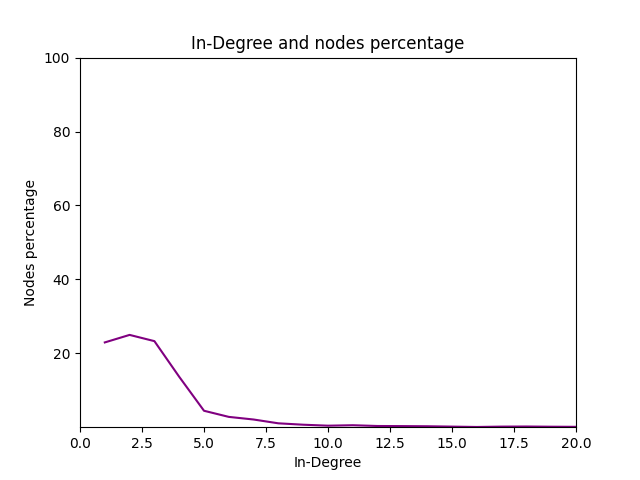 In-Degree and nodes percentage
100
80
60
40
20
Nodes percentage
0.0 2.5 5.0 7.5 10.0 12.5 15.0 17.5 20.0
In-Degree